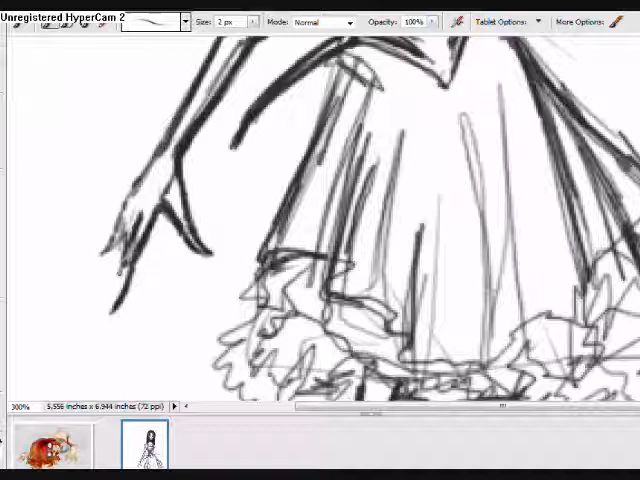 Unregistered HyperCam 2
Size: 2 px Mode: Normal Opacity: 100% Tablet Options: More Options:
300% 5,556 inches x 6,944 inches (72 ppi)